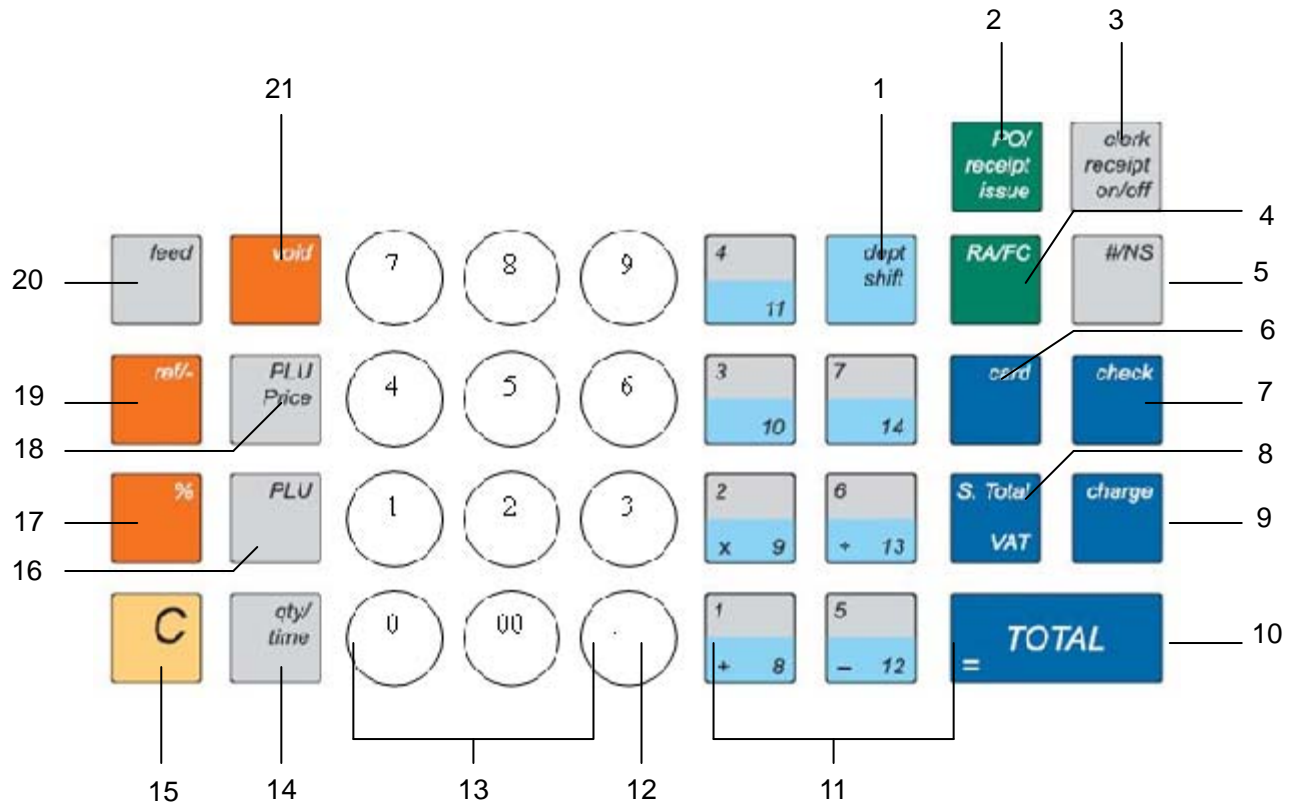 2 3
21 1
PO/ clerk
receipt receipt
issue on/off
4
feed void 7 8 9 4 dept RA/FC #/NS
shift
20 11 5
6
ref/- PLU 4 5 6 3 7 card check
Price
19 10 14 7
18 8
% PLU 1 2 3 2 6 S. Total charge
17 x 9 ÷ 13 VAT 9
16
C qty/ 0 00 . 1 5 TOTAL
time
+ 8 – 12 = 10
15 14 13 12 11